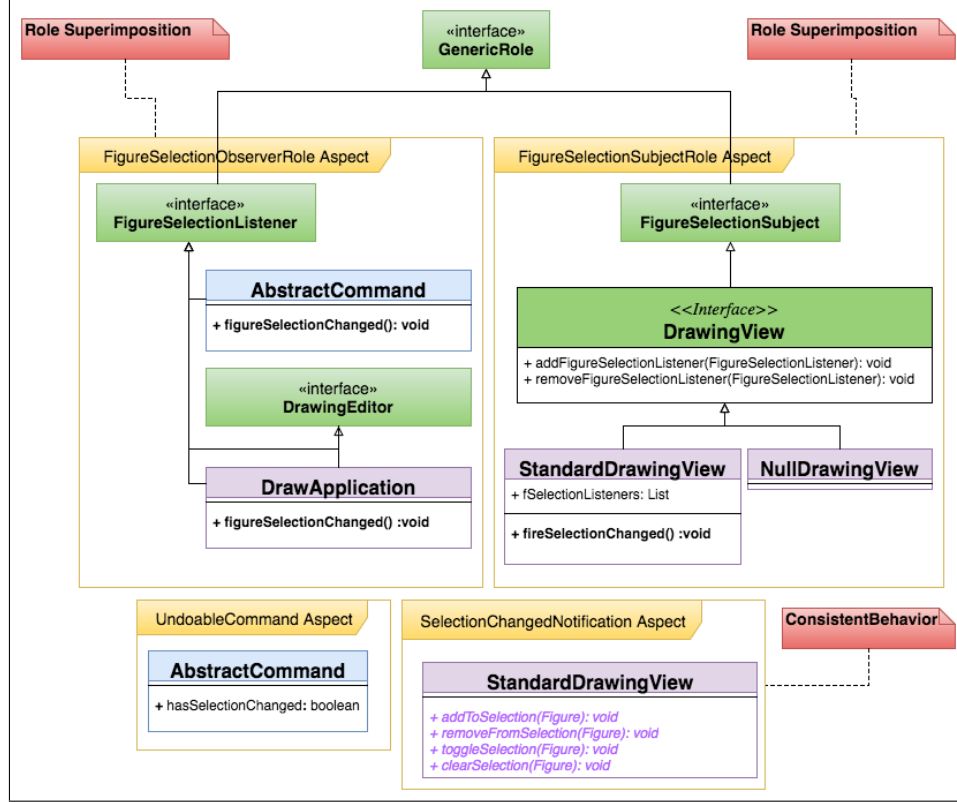 Role Superimposition
«interface»
GenericRole
Role Superimposition
FigureSelectionObserverRole Aspect
«interface»
FigureSelectionListener
AbstractCommand
+ figureSelectionChanged(): void
«interface»
DrawingEditor
DrawApplication
+ figureSelectionChanged() :void
FigureSelectionSubjectRole Aspect
«interface»
FigureSelectionSubject
<<Interface>>
DrawingView
+ addFigureSelectionListener(FigureSelectionListener): void
+ removeFigureSelectionListener(FigureSelectionListener): void
StandardDrawingView
+ fSelectionListeners: List
+ fireSelectionChanged() :void
NullDrawingView
UndoableCommand Aspect
AbstractCommand
+ hasSelectionChanged: boolean
SelectionChangedNotification Aspect
StandardDrawingView
+ addToSelection(Figure): void
+ removeFromSelection(Figure): void
+ toggleSelection(Figure): void
+ clearSelection(Figure): void
ConsistentBehavior